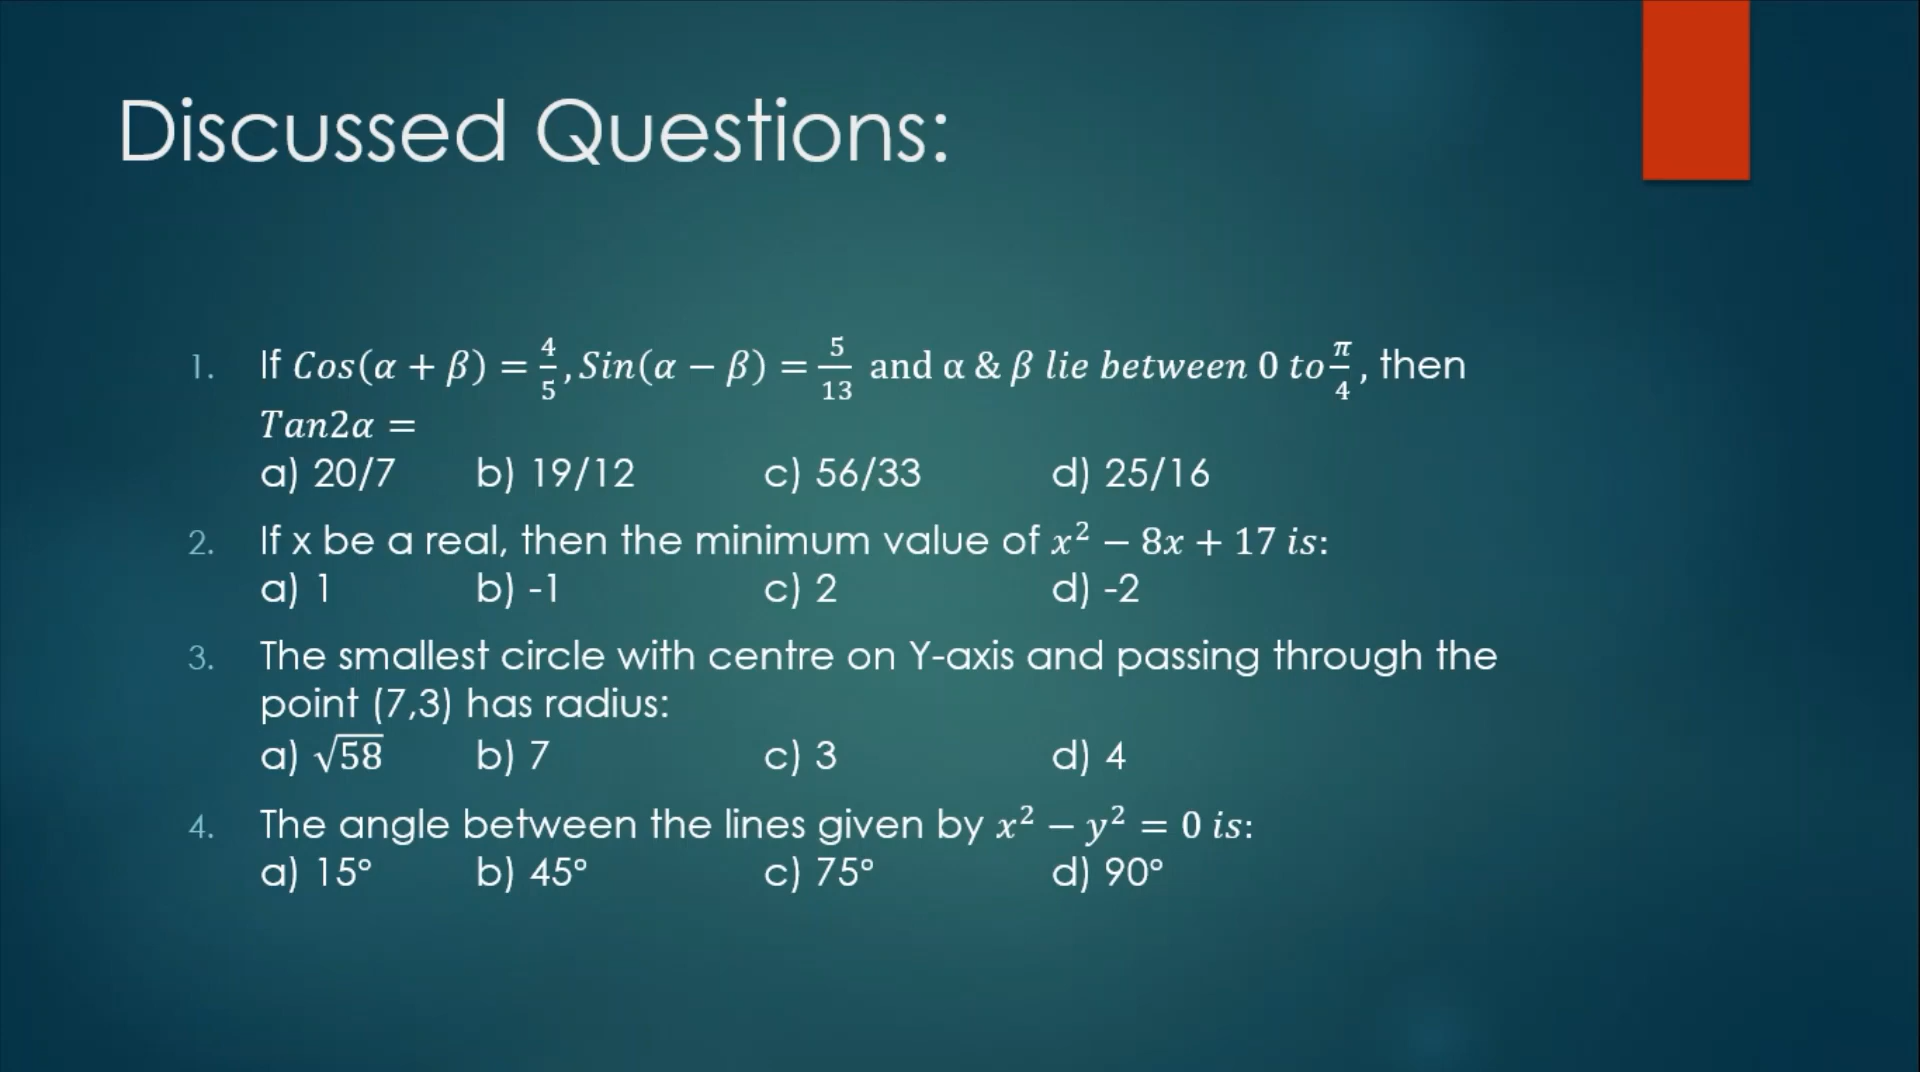 Discussed Questions:
1. If Cos(α + β) = 4/5, Sin(α − β) = 5/13 and α & β lie between 0 to π/4, then
Tan2α =
a) 20/7 b) 19/12 c) 56/33 d) 25/16
2. If x be a real, then the minimum value of x² − 8x + 17 is:
a) 1 b) -1 c) 2 d) -2
3. The smallest circle with centre on Y-axis and passing through the
point (7,3) has radius:
a) √58 b) 7 c) 3 d) 4
4. The angle between the lines given by x² − y² = 0 is:
a) 15° b) 45° c) 75° d) 90°